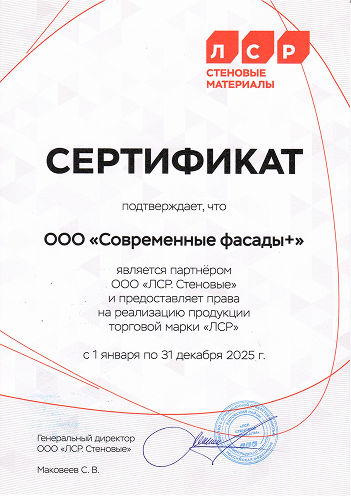 ЛСР
СТЕНОВЫЕ
МАТЕРИАЛЫ
СЕРТИФИКАТ
подтверждает, что
ООО «Современные фасады+»
является партнёром
ООО «ЛСР. Стеновые»
и предоставляет права
на реализацию продукции
торговой марки «ЛСР»
с 1 января по 31 декабря 2025 г.
Генеральный директор
ООО «ЛСР. Стеновые»
Маковеев С. В.